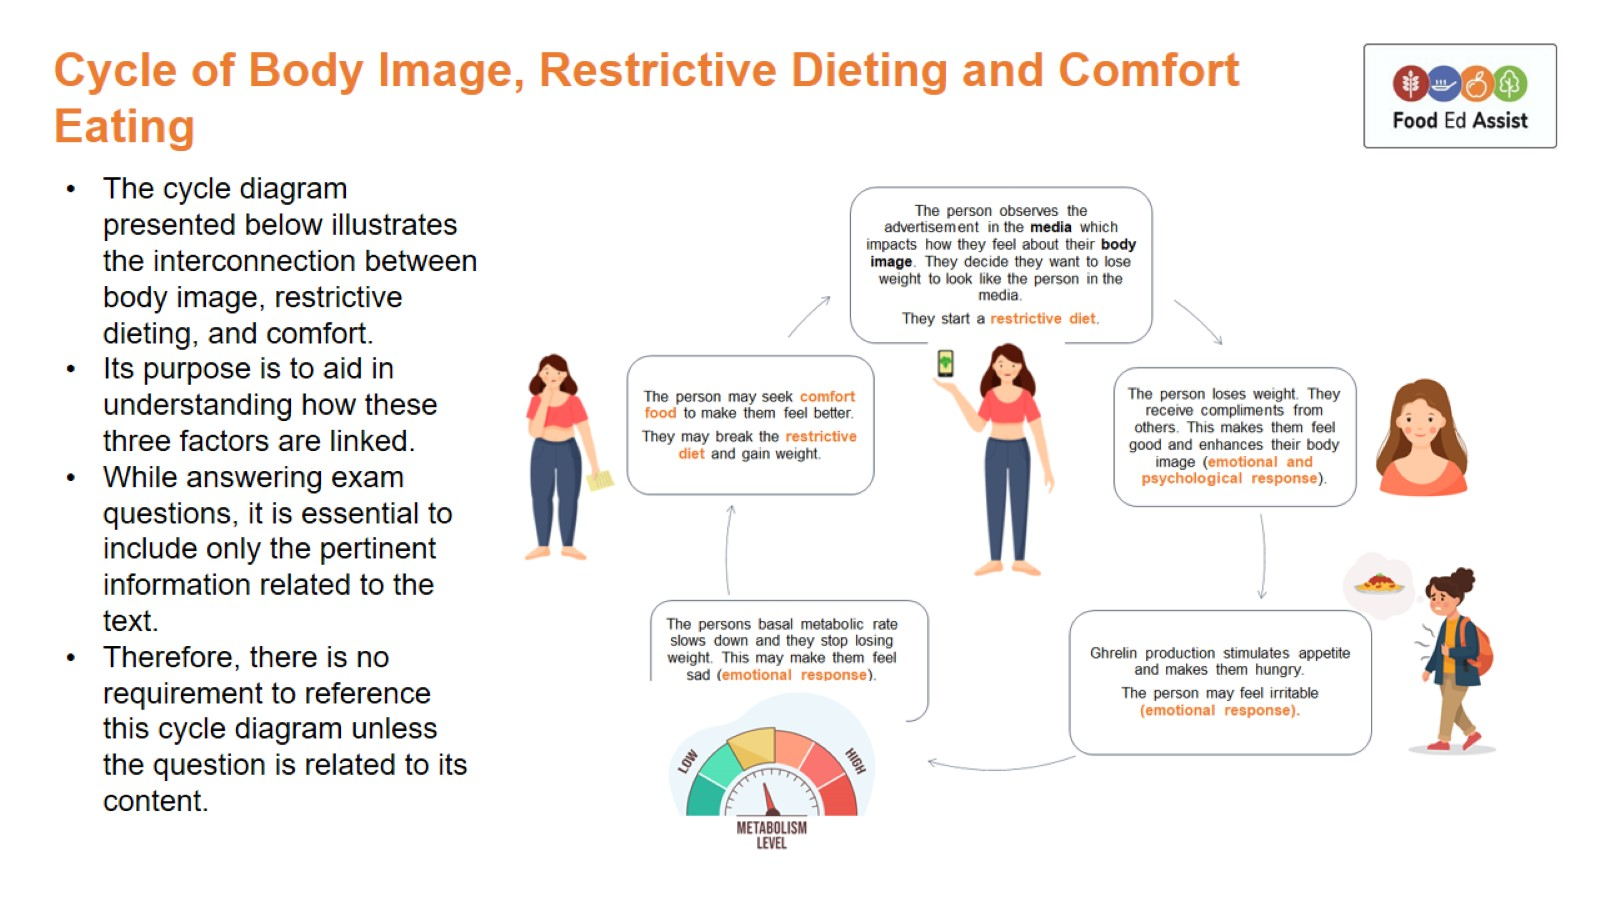 Cycle of Body Image, Restrictive Dieting and Comfort
Eating
Food Ed Assist
• The cycle diagram
presented below illustrates
the interconnection between
body image, restrictive
dieting, and comfort.
• Its purpose is to aid in
understanding how these
three factors are linked.
• While answering exam
questions, it is essential to
include only the pertinent
information related to the
text.
• Therefore, there is no
requirement to reference
this cycle diagram unless
the question is related to its
content.
The person observes the
advertisement in the media which
impacts how they feel about their body
image. They decide they want to lose
weight to look like the person in the
media.
They start a restrictive diet.
The person loses weight. They
receive compliments from
others. This makes them feel
good and enhances their body
image (emotional and
psychological response).
Ghrelin production stimulates appetite
and makes them hungry.
The person may feel irritable
(emotional response).
The persons basal metabolic rate
slows down and they stop losing
weight. This may make them feel
sad (emotional response).
LOW
HIGH
METABOLISM
LEVEL
The person may seek comfort
food to make them feel better.
They may break the restrictive
diet and gain weight.